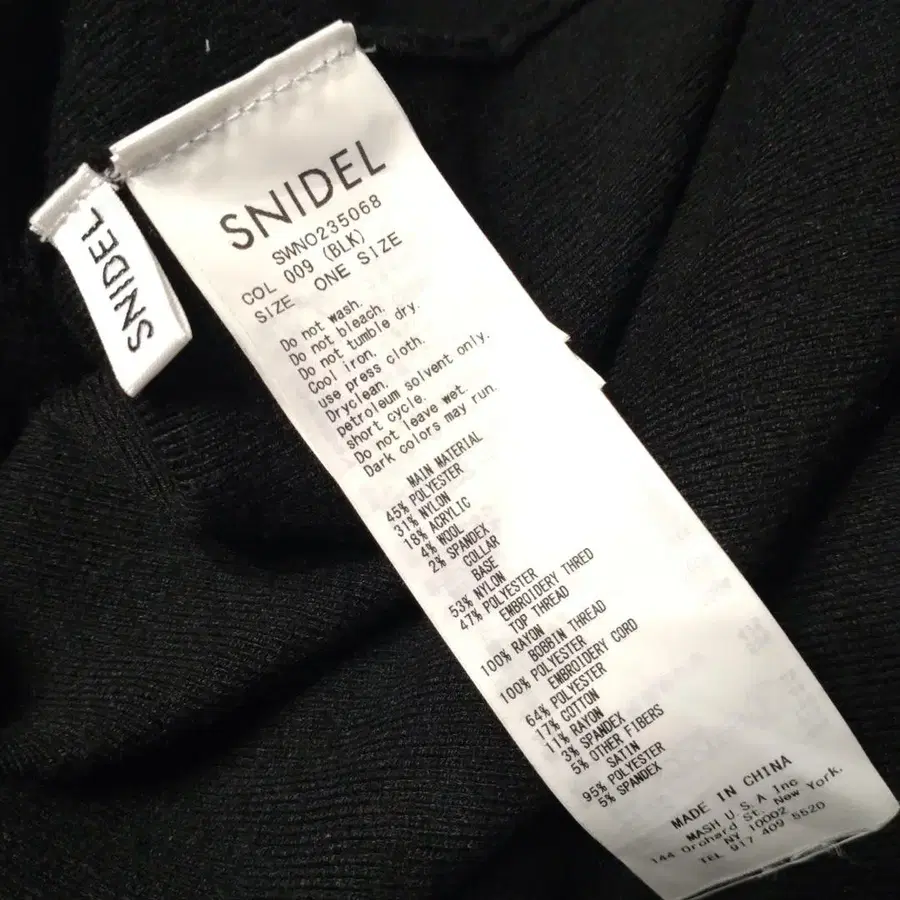 SNIDEL
SNIDEL
SWNO235068
COL 009 (BLK)
SIZE ONE SIZE
Do not wash.
Do not bleach.
Do not tumble dry.
Cool iron.
use press cloth.
Dryclean.
petroleum solvent only.
short cycle.
Do not leave wet.
Dark colors may run.
MAIN MATERIAL
45% POLYESTER
31% NYLON
18% ACRYLIC
4% WOOL
2% SPANDEX
COLLAR
BASE
53% NYLON
47% POLYESTER
EMBROIDERY THRED
TOP THREAD
100% RAYON
BOBBIN THREAD
100% POLYESTER
EMBROIDERY CORD
64% POLYESTER
17% COTTON
11% RAYON
3% SPANDEX
5% OTHER FIBERS
SATIN
95% POLYESTER
5% SPANDEX
MADE IN CHINA
MASH U.S.A Inc
144 Orchard St. New York,
NY 10002
TEL 917 409 5520